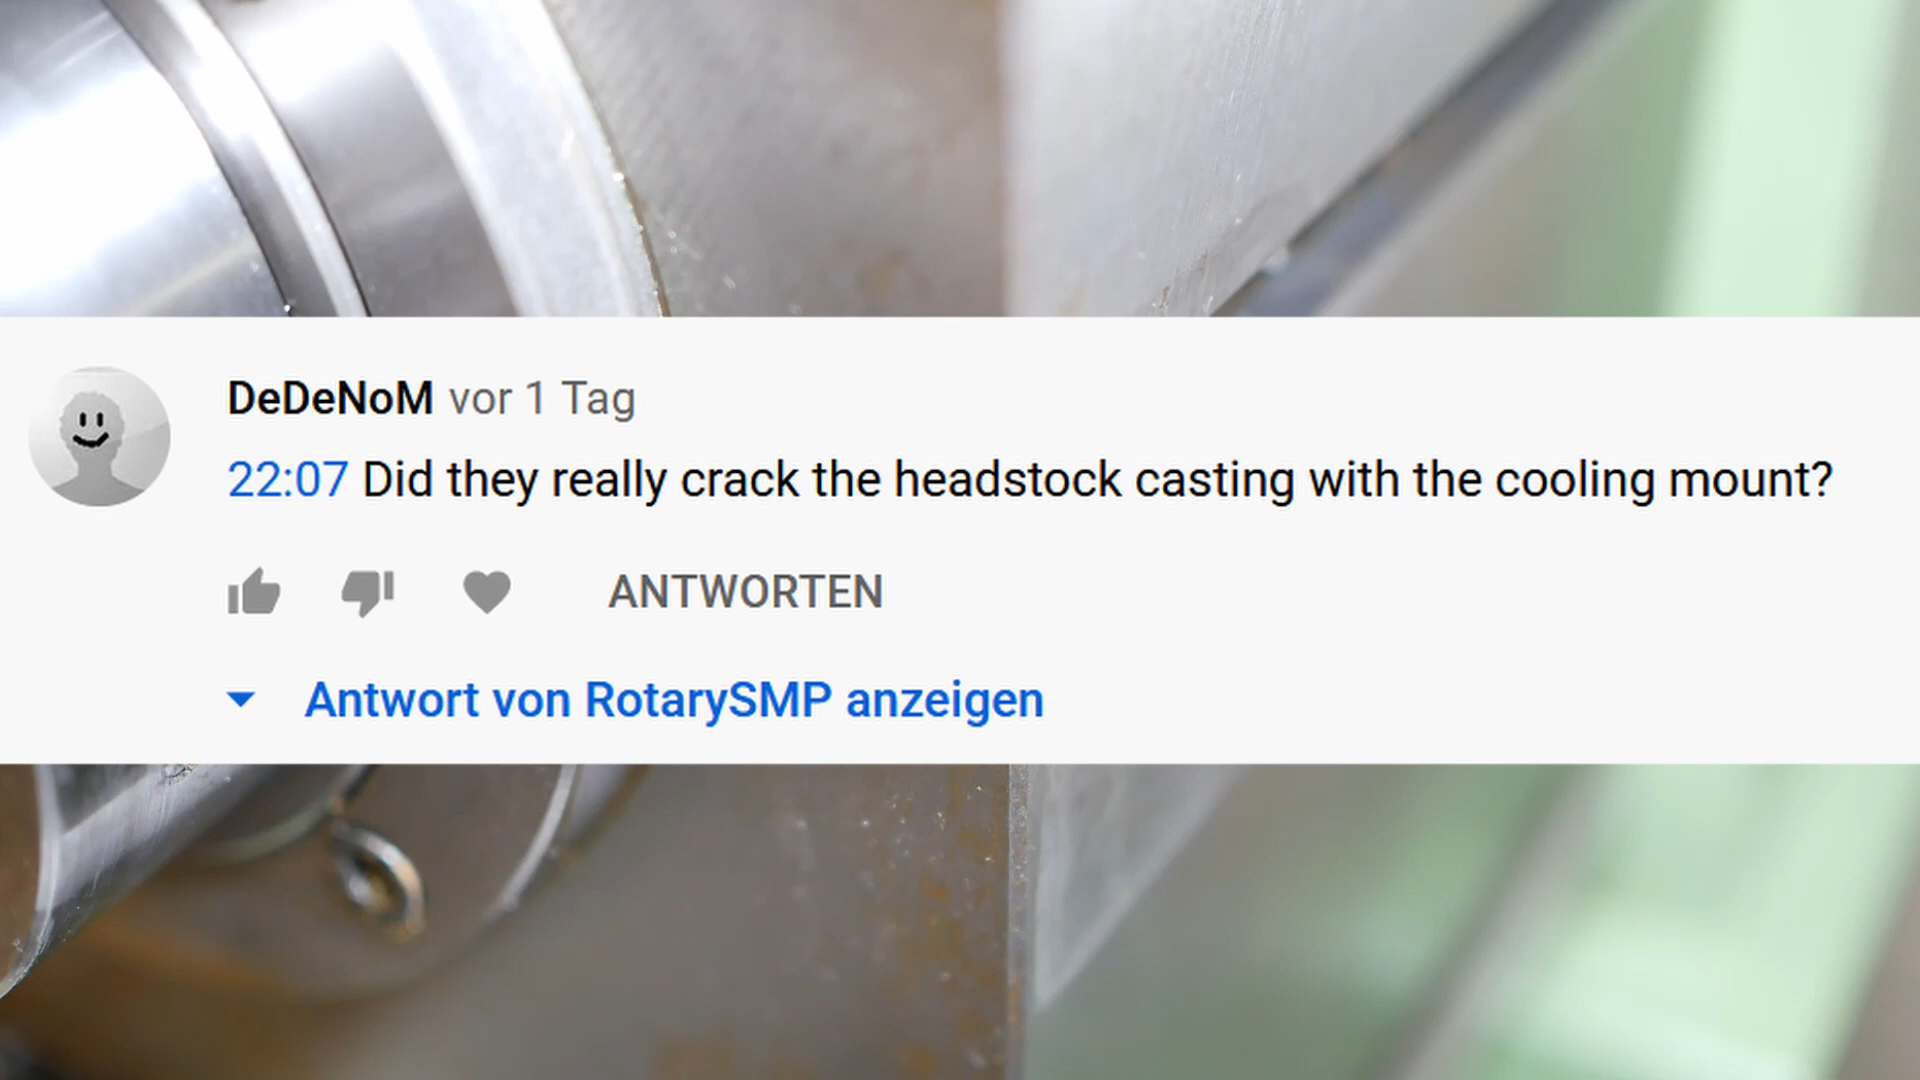 DeDeNoM vor 1 Tag
22:07 Did they really crack the headstock casting with the cooling mount?
ANTWORTEN
Antwort von RotarySMP anzeigen